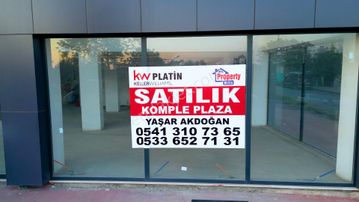 kw PLATİN
KELLERWILLIAMS.
Property
SATILIK
KOMPLE PLAZA
YAŞAR AKDOĞAN
0541 310 73 65
0533 652 71 31